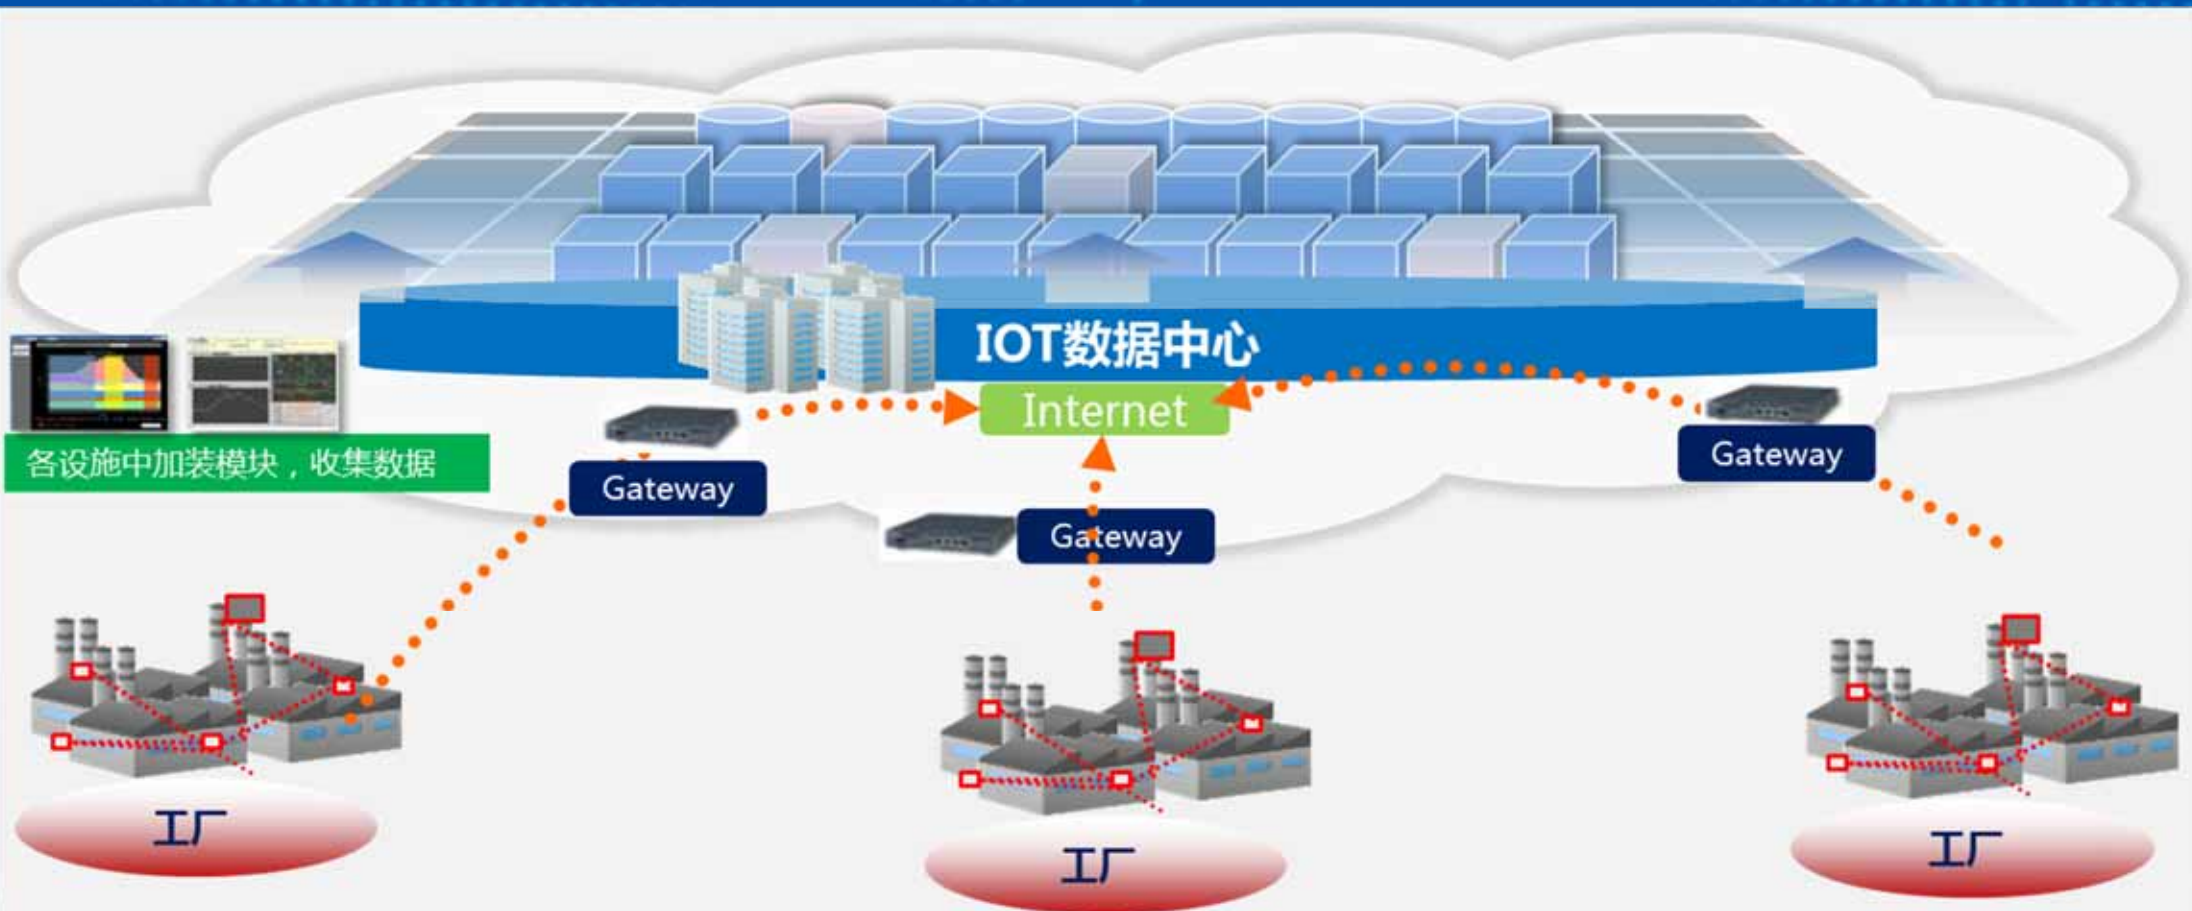 IOT数据中心
Internet
各设施中加装模块，收集数据
Gateway
Gateway
Gateway
工厂
工厂
工厂